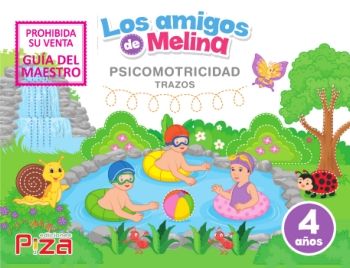 PROHIBIDA
SU VENTA
GUÍA DEL
MAESTRO
Los amigos
de Melina
PSICOMOTRICIDAD
TRAZOS
ediciones
Piza
4
años